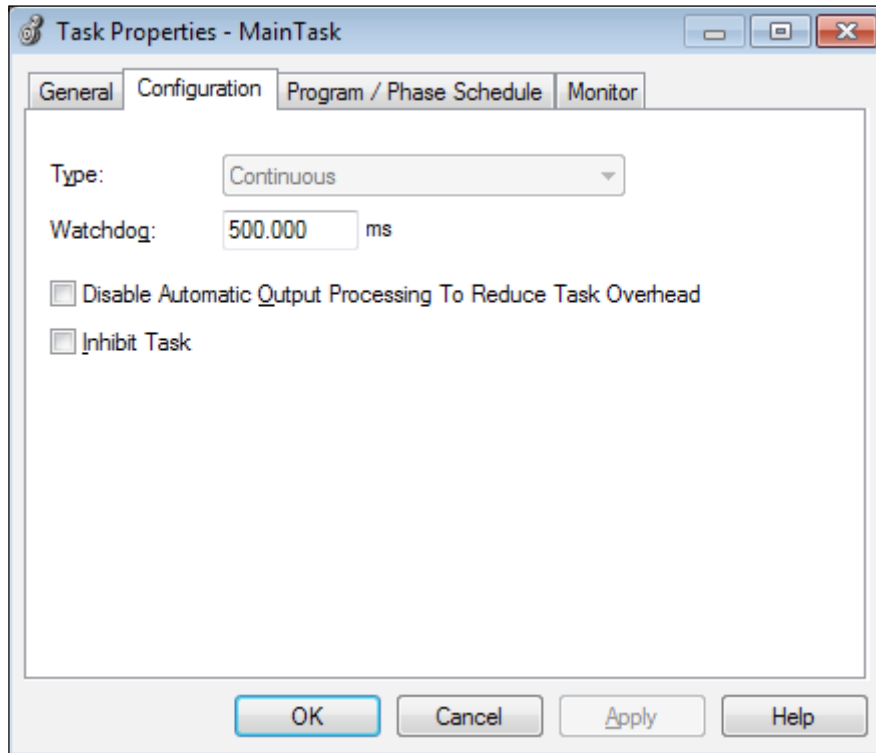 Task Properties - MainTask
General Configuration Program / Phase Schedule Monitor
Type: Continuous
Watchdog: 500.000 ms
Disable Automatic Output Processing To Reduce Task Overhead
Inhibit Task
OK Cancel Apply Help